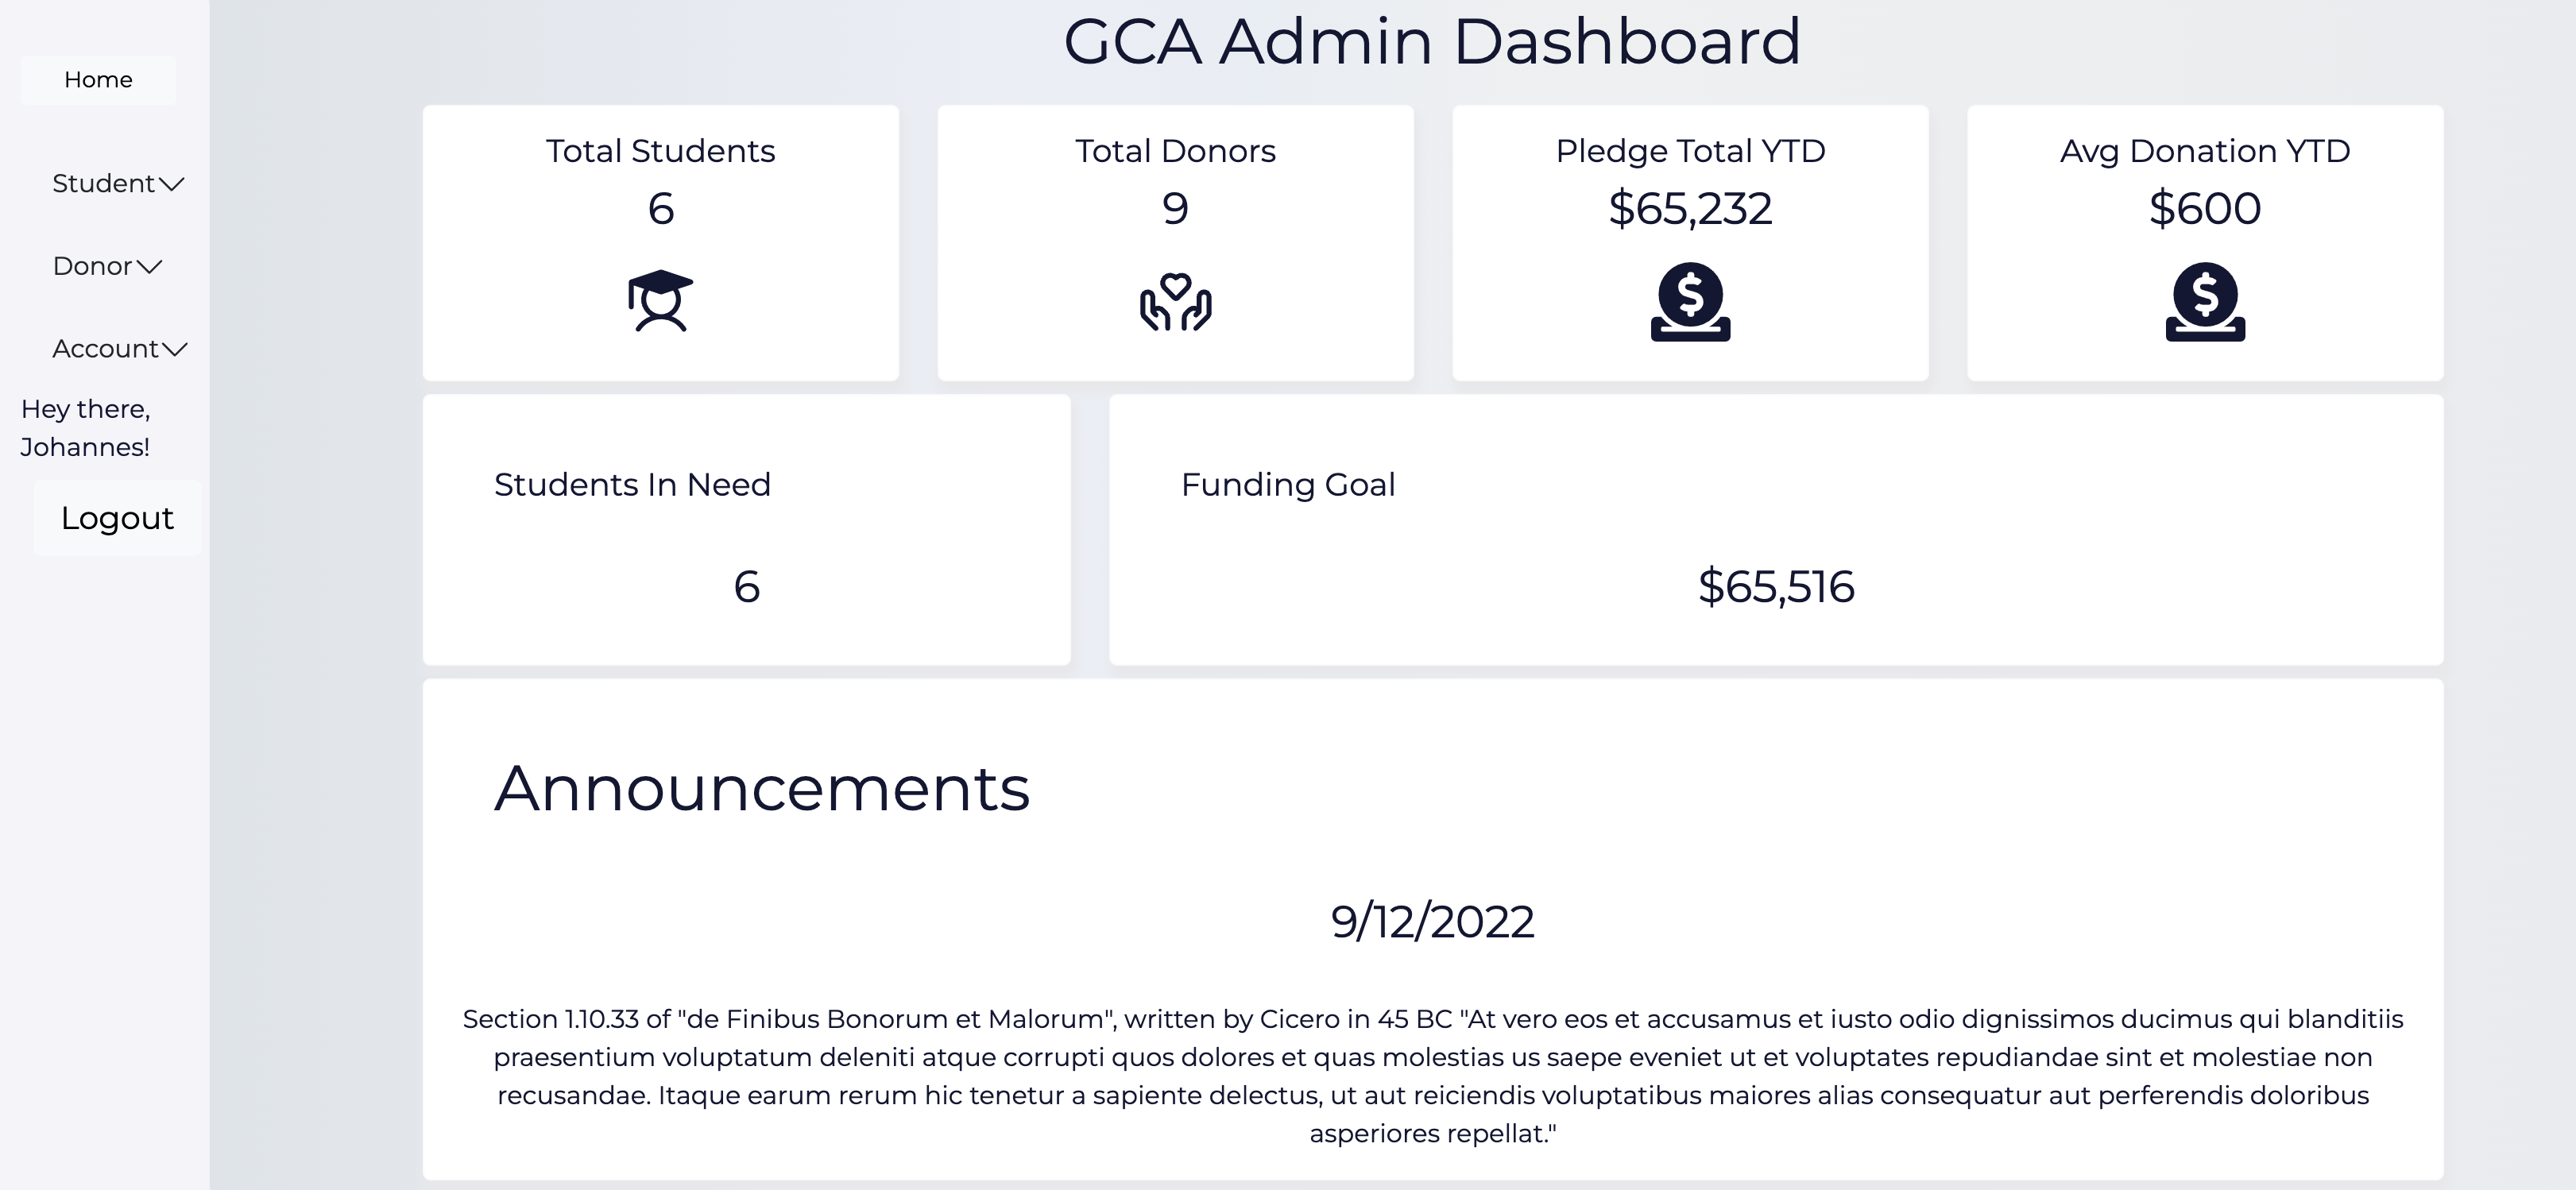 Home
Student
Donor
Account
Hey there,
Johannes!
Logout
GCA Admin Dashboard
Total Students
6
Total Donors
9
Pledge Total YTD
$65,232
Avg Donation YTD
$600
Students In Need
6
Funding Goal
$65,516
Announcements
9/12/2022
Section 1.10.33 of "de Finibus Bonorum et Malorum", written by Cicero in 45 BC "At vero eos et accusamus et iusto odio dignissimos ducimus qui blanditiis
praesentium voluptatum deleniti atque corrupti quos dolores et quas molestias us saepe eveniet ut et voluptates repudiandae sint et molestiae non
recusandae. Itaque earum rerum hic tenetur a sapiente delectus, ut aut reiciendis voluptatibus maiores alias consequatur aut perferendis doloribus
asperiores repellat."